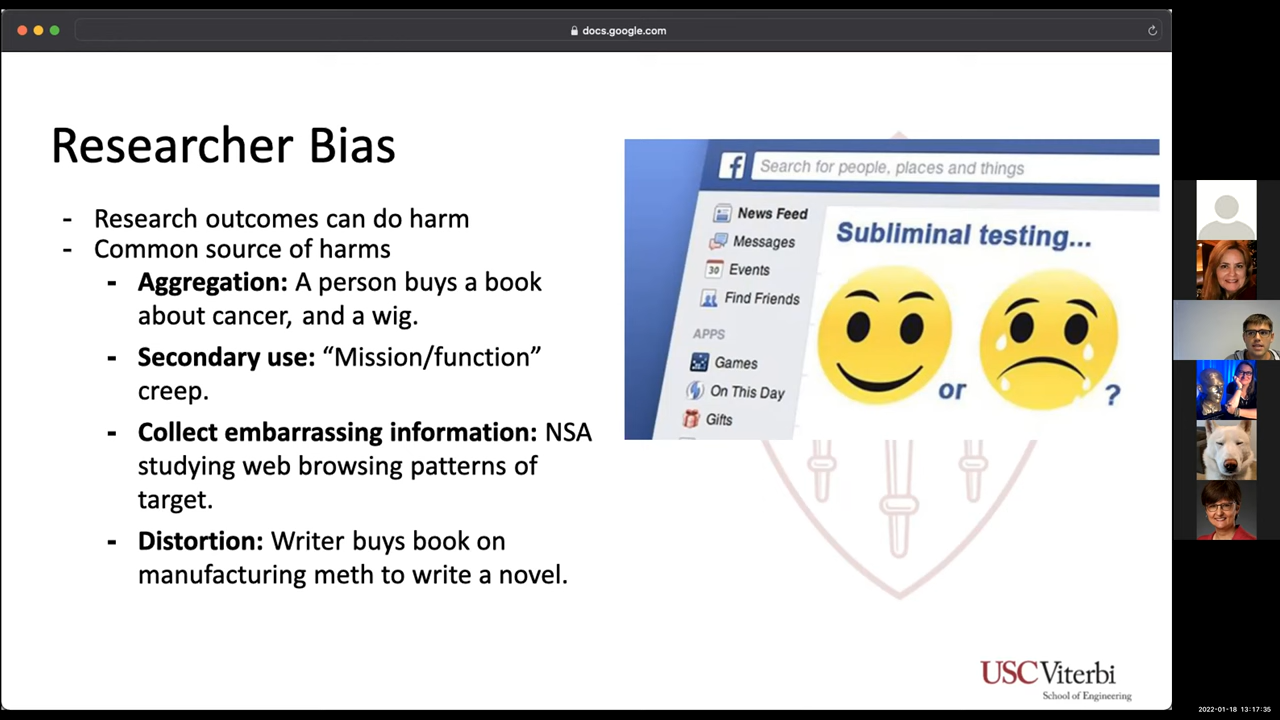 docs.google.com
Researcher Bias
- Research outcomes can do harm
- Common source of harms
- Aggregation: A person buys a book
about cancer, and a wig.
- Secondary use: “Mission/function”
creep.
- Collect embarrassing information: NSA
studying web browsing patterns of
target.
- Distortion: Writer buys book on
manufacturing meth to write a novel.
f Search for people, places and things
News Feed
Messages
30 Events
Find Friends
APPS
Games
On This Day
Gifts
Subliminal testing...
or ?
USC Viterbi
School of Engineering
2022-01-18 13:17:35